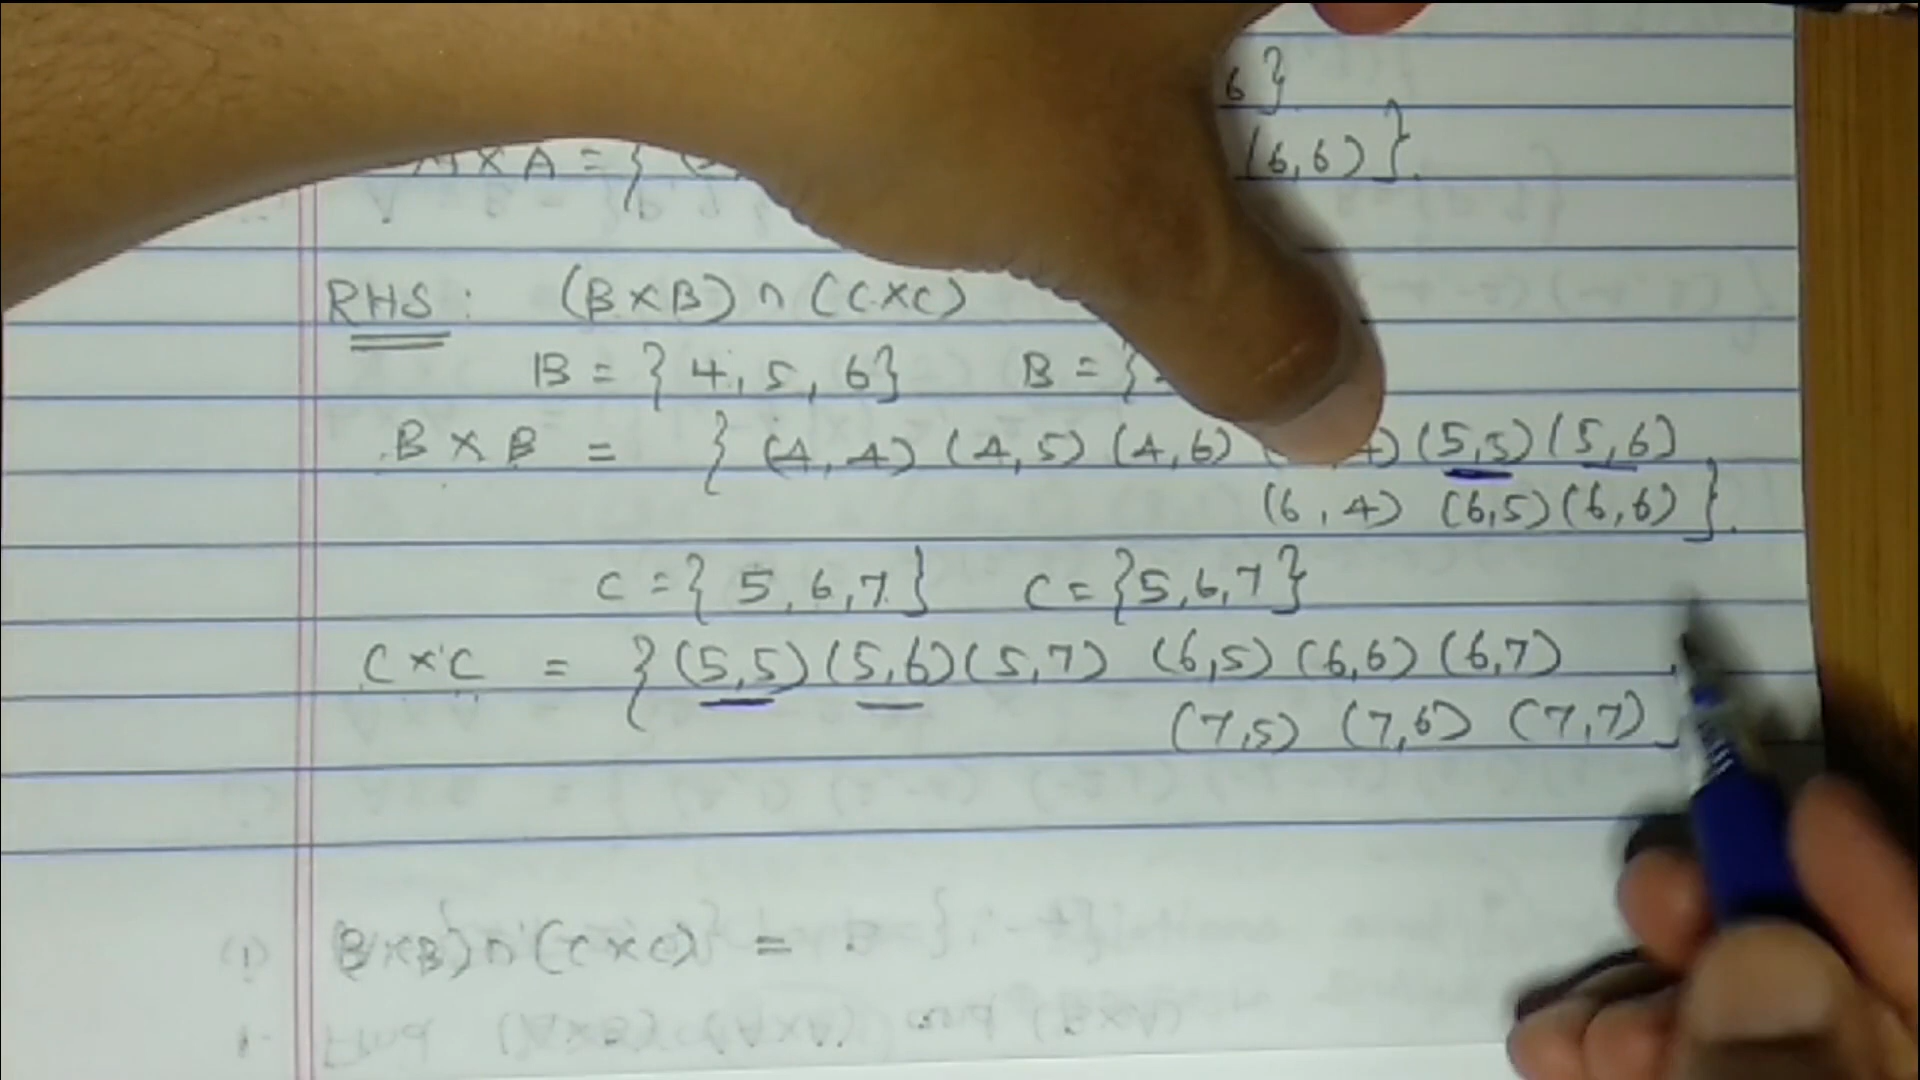 6}
A × A = { (6,6) }.
RHS : (B × B) ∩ (C × C)
B = { 4, 5, 6} B = {
B × B = { (4, 4) (4, 5) (4, 6) 4) (5,5) (5,6)
(6, 4) (6,5) (6,6) }.
C = { 5, 6, 7 } C = {5, 6, 7}
C × C = { (5,5) (5,6) (5,7) (6,5) (6,6) (6,7)
(7,5) (7,6) (7,7)
(B×B) ∩ (C×C) =